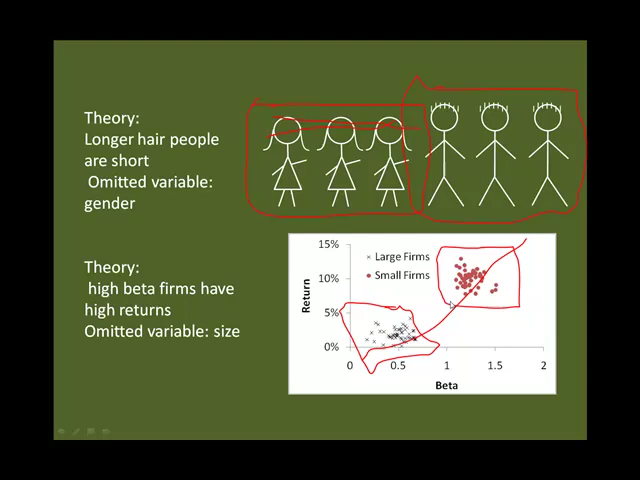 Theory:
Longer hair people
are short
Omitted variable:
gender
Theory:
high beta firms have
high returns
Omitted variable: size
15%
10%
5%
0%
Return
Large Firms
Small Firms
0
0.5
1
1.5
2
Beta